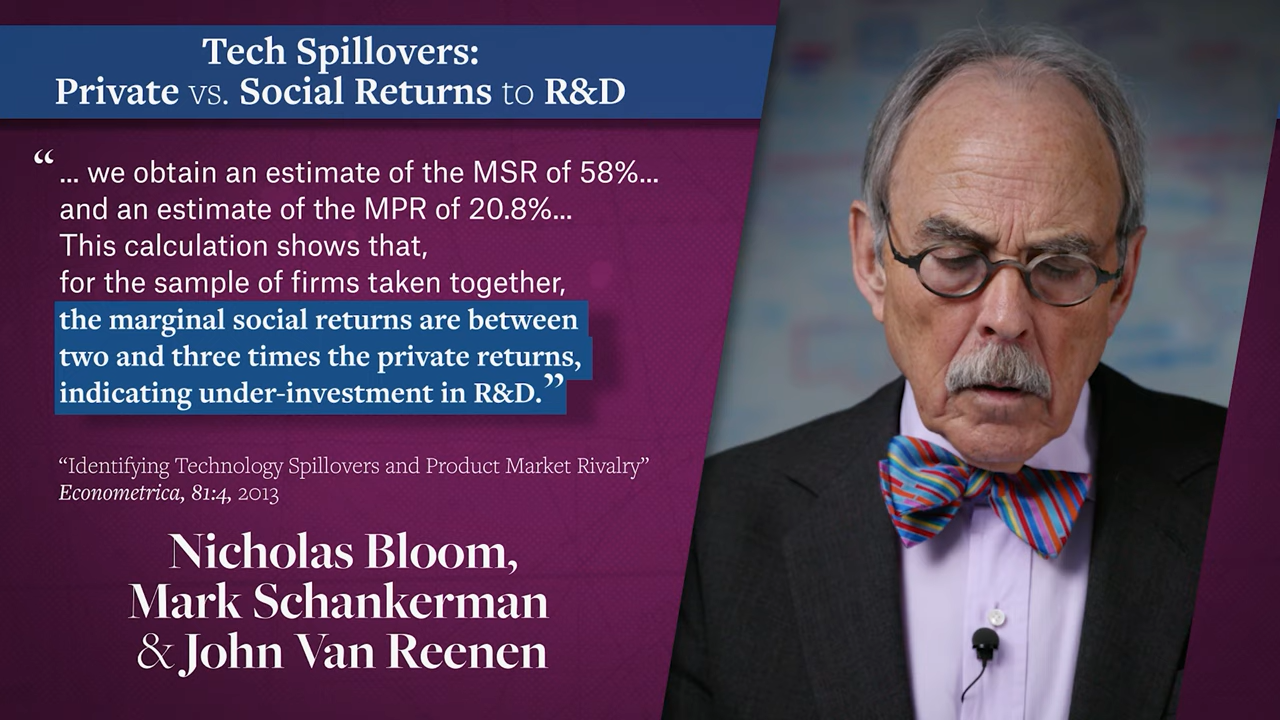 Tech Spillovers:
Private vs. Social Returns to R&D
“... we obtain an estimate of the MSR of 58%...
and an estimate of the MPR of 20.8%...
This calculation shows that,
for the sample of firms taken together,
the marginal social returns are between
two and three times the private returns,
indicating under-investment in R&D.”
“Identifying Technology Spillovers and Product Market Rivalry”
Econometrica, 81:4, 2013
Nicholas Bloom,
Mark Schankerman
& John Van Reenen